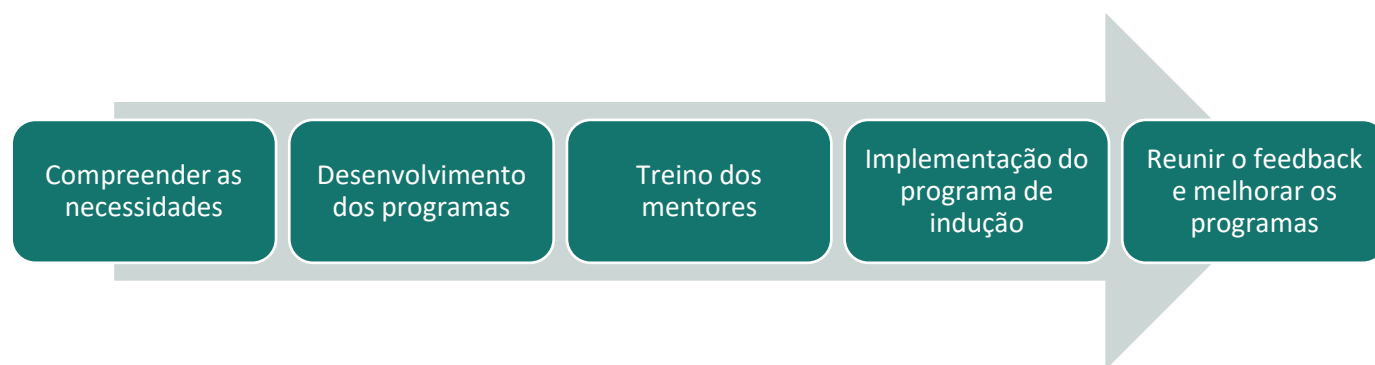 Compreender as
necessidades
Desenvolvimento
dos programas
Treino dos
mentores
Implementação do
programa de
indução
Reunir o feedback
e melhorar os
programas